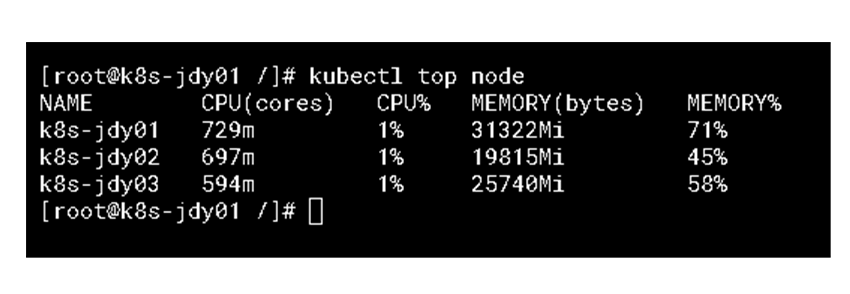 [root@k8s-jdy01 /]# kubectl top node
NAME CPU(cores) CPU% MEMORY(bytes) MEMORY%
k8s-jdy01 729m 1% 31322Mi 71%
k8s-jdy02 697m 1% 19815Mi 45%
k8s-jdy03 594m 1% 25740Mi 58%
[root@k8s-jdy01 /]#